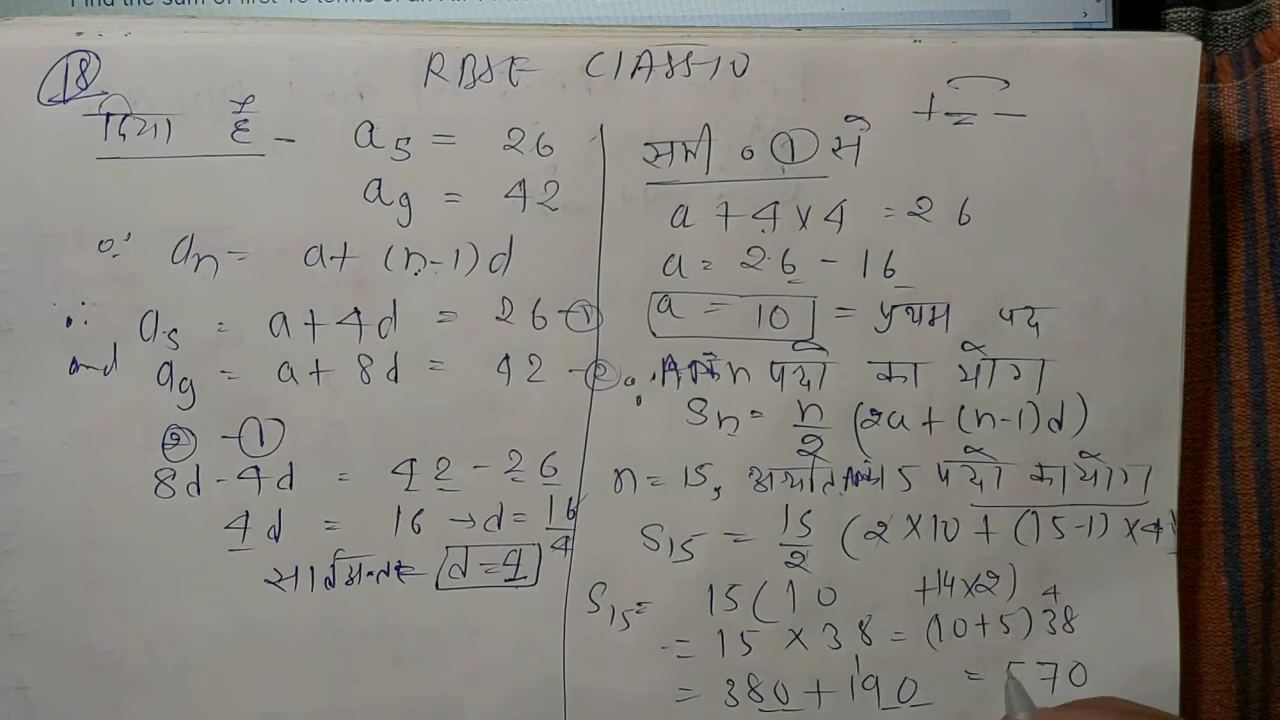 18
RBSE CLASS-10
दिया है - a5 = 26
a9 = 42
∵ an = a + (n-1)d
∴ a5 = a + 4d = 26 - ①
and a9 = a + 8d = 42 - ②
② - ①
8d - 4d = 42 - 26
4d = 16 → d = 16/4
d = 4
+ = -
समी ० ① से
a + 4 × 4 = 26
a = 26 - 16
a = 10 = प्रथम पद
∴ n पदों का योग
Sn = n/2 (2a + (n-1)d)
n = 15, अर्थात 15 पदों का योग
S15 = 15/2 (2 × 10 + (15-1) × 4)
S15 = 15 (10 + 14 × 2)
= 15 × 38 = (10 + 5) 38
= 380 + 190 = 570